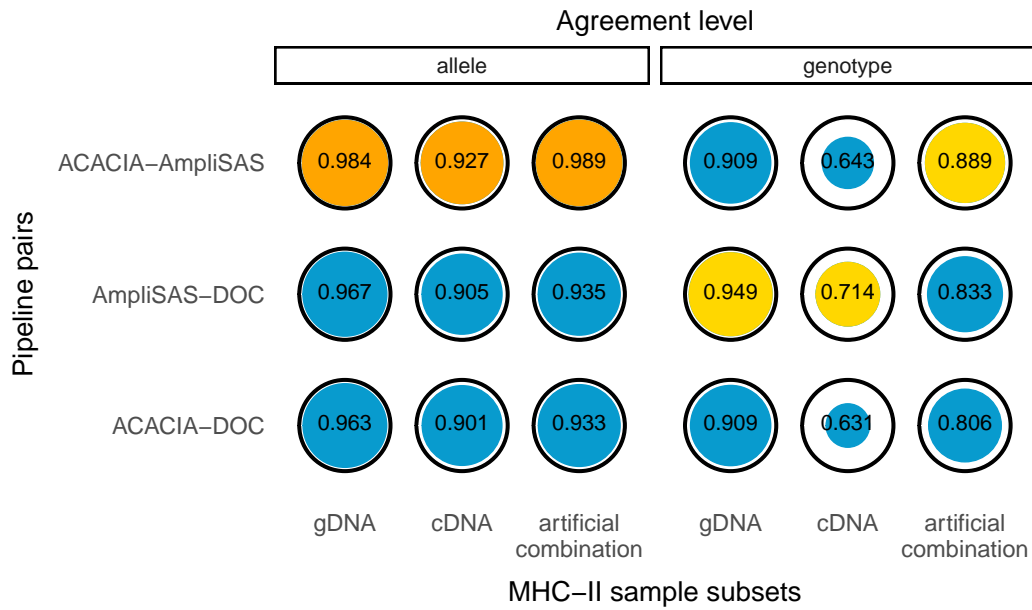 Agreement level
allele genotype
ACACIA−AmpliSAS 0.984 0.927 0.989 0.909 0.643 0.889
AmpliSAS−DOC 0.967 0.905 0.935 0.949 0.714 0.833
ACACIA−DOC 0.963 0.901 0.933 0.909 0.631 0.806
Pipeline pairs
gDNA cDNA artificial gDNA cDNA artificial
combination combination
MHC−II sample subsets